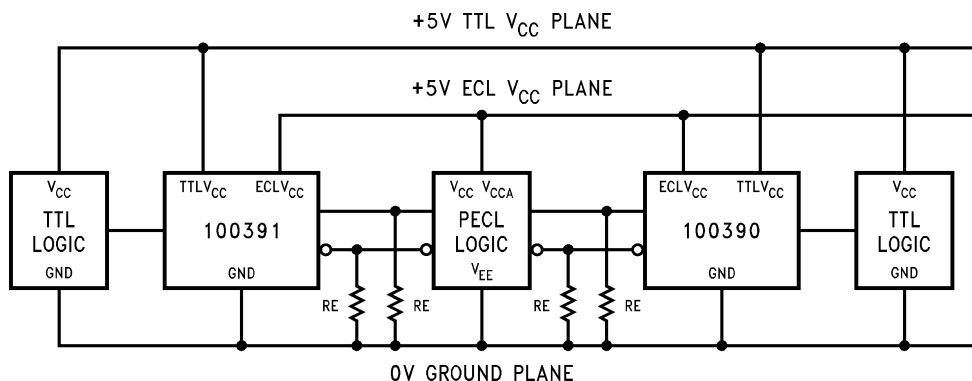 +5V TTL VCC PLANE
+5V ECL VCC PLANE
VCC
TTL
LOGIC
GND
TTLVCC ECLVCC
100391
GND
RE
RE
VCC VCCA
PECL
LOGIC
VEE
RE
RE
ECLVCC TTLVCC
100390
GND
VCC
TTL
LOGIC
GND
0V GROUND PLANE